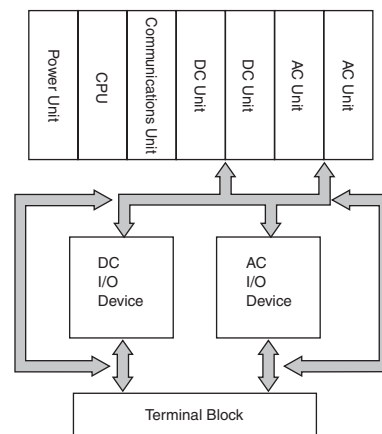 Power Unit
CPU
Communications Unit
DC Unit
DC Unit
AC Unit
AC Unit
DC
I/O
Device
AC
I/O
Device
Terminal Block